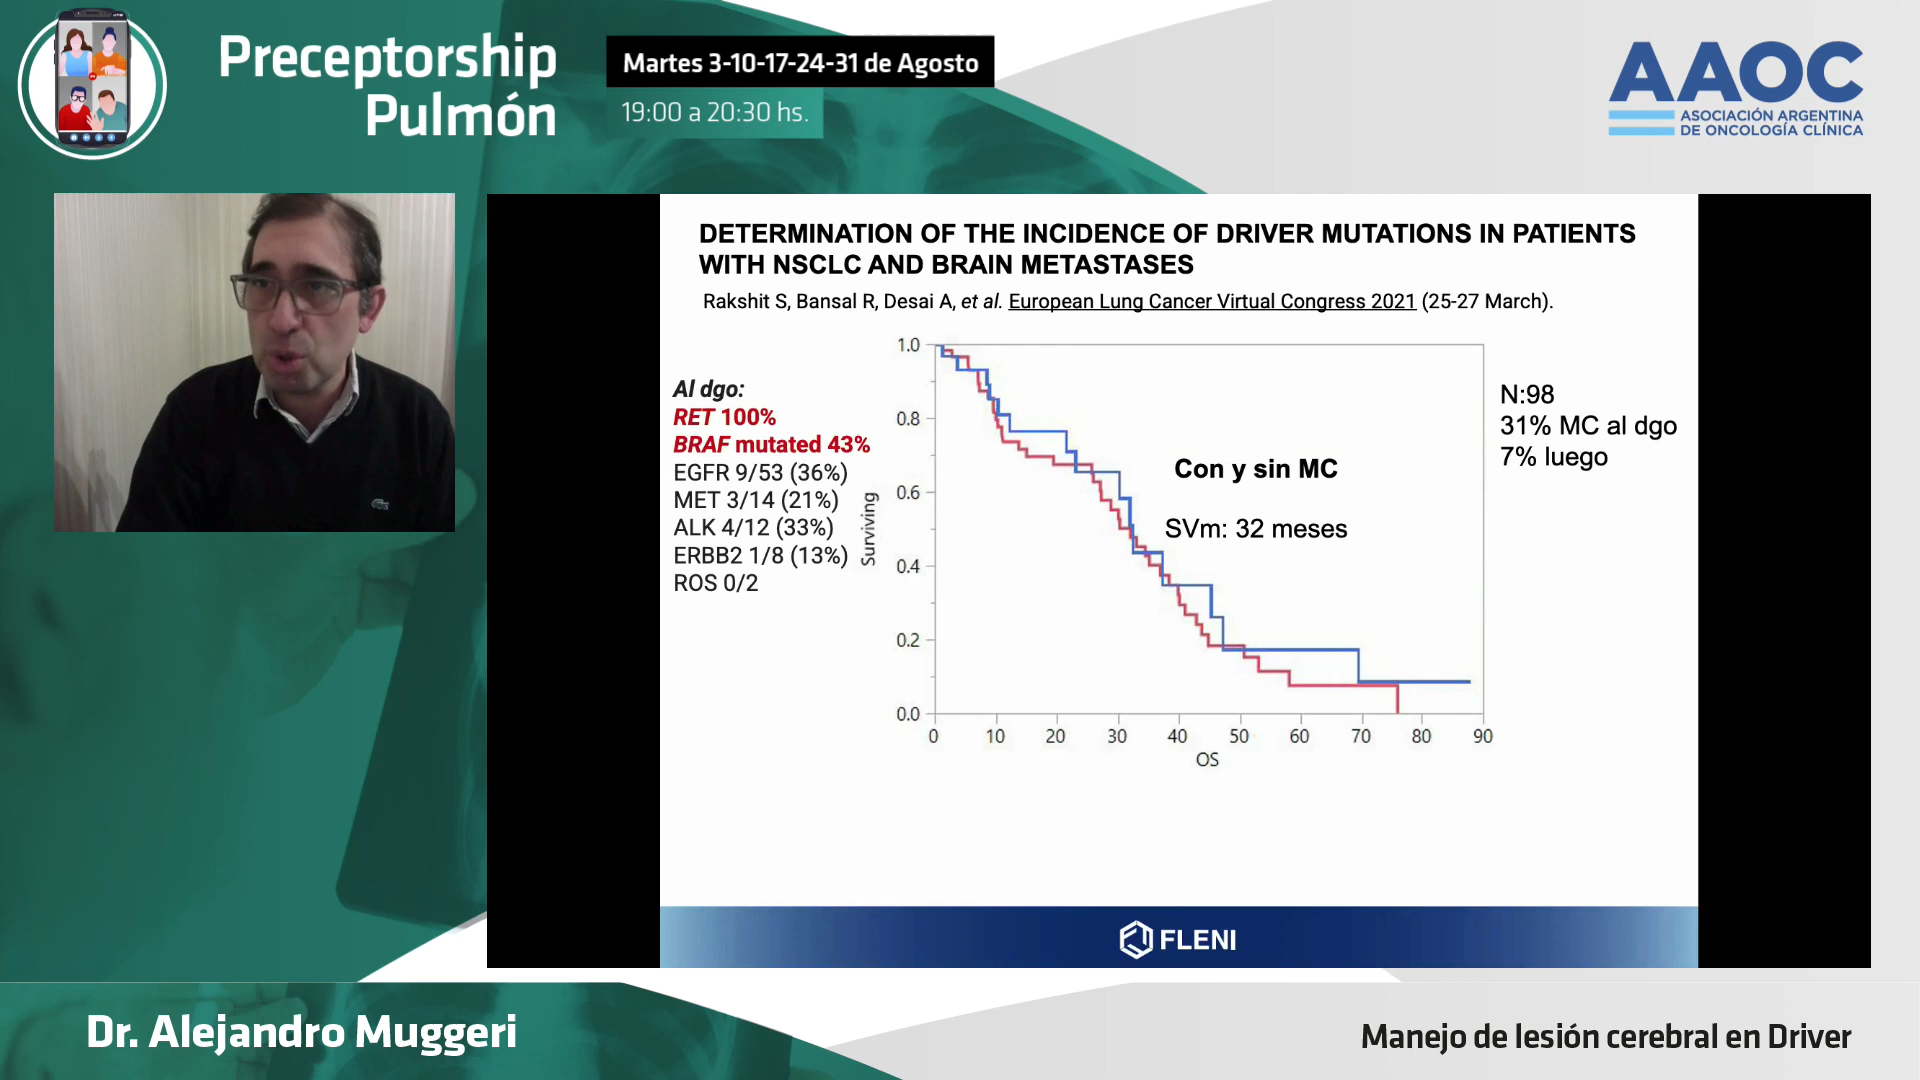 Preceptorship
Pulmón
Martes 3-10-17-24-31 de Agosto
19:00 a 20:30 hs.
AAOC
ASOCIACIÓN ARGENTINA
DE ONCOLOGÍA CLÍNICA
DETERMINATION OF THE INCIDENCE OF DRIVER MUTATIONS IN PATIENTS
WITH NSCLC AND BRAIN METASTASES
Rakshit S, Bansal R, Desai A, et al. European Lung Cancer Virtual Congress 2021 (25-27 March).
Al dgo:
RET 100%
BRAF mutated 43%
EGFR 9/53 (36%)
MET 3/14 (21%)
ALK 4/12 (33%)
ERBB2 1/8 (13%)
ROS 0/2
Surviving
1.0
0.8
0.6
0.4
0.2
0.0
0 10 20 30 40 50 60 70 80 90
OS
Con y sin MC
SVm: 32 meses
N:98
31% MC al dgo
7% luego
FLENI
Dr. Alejandro Muggeri
Manejo de lesión cerebral en Driver